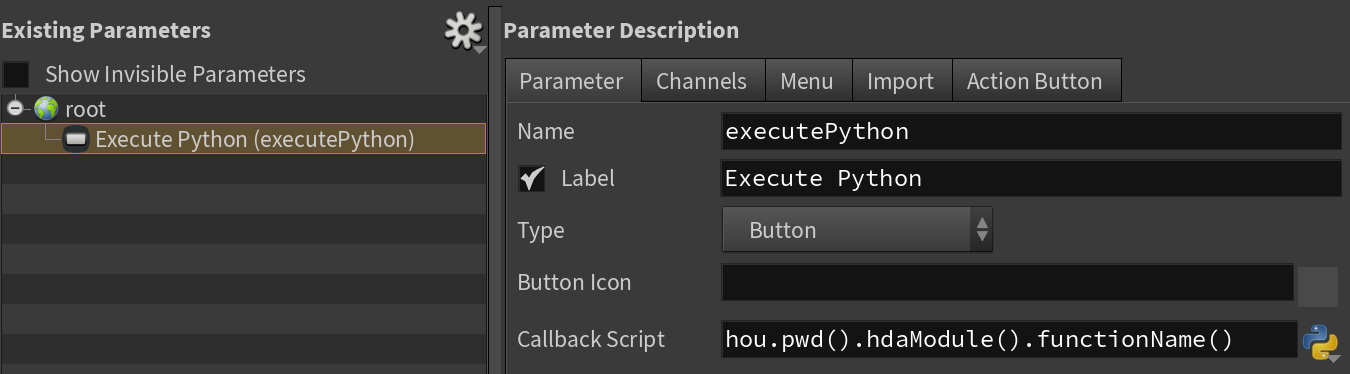 Existing Parameters
Show Invisible Parameters
root
Execute Python (executePython)
Parameter Description
Parameter Channels Menu Import Action Button
Name executePython
Label Execute Python
Type Button
Button Icon
Callback Script hou.pwd().hdaModule().functionName()